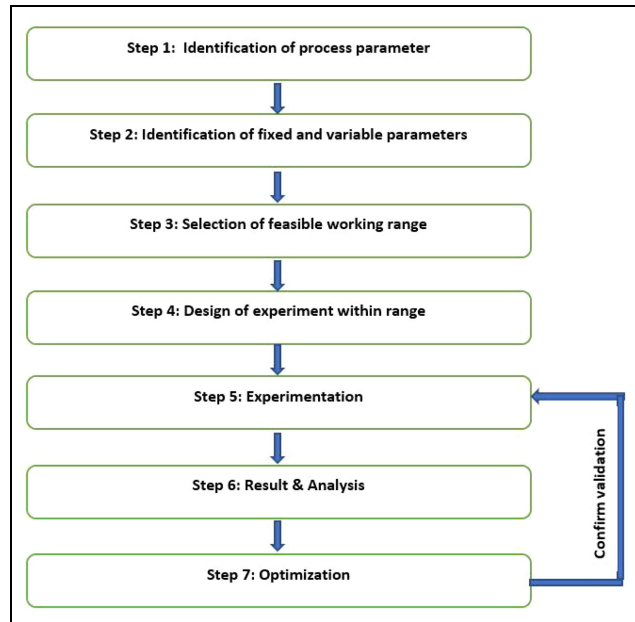 Step 1: Identification of process parameter
Step 2: Identification of fixed and variable parameters
Step 3: Selection of feasible working range
Step 4: Design of experiment within range
Step 5: Experimentation
Step 6: Result & Analysis
Step 7: Optimization
Confirm validation